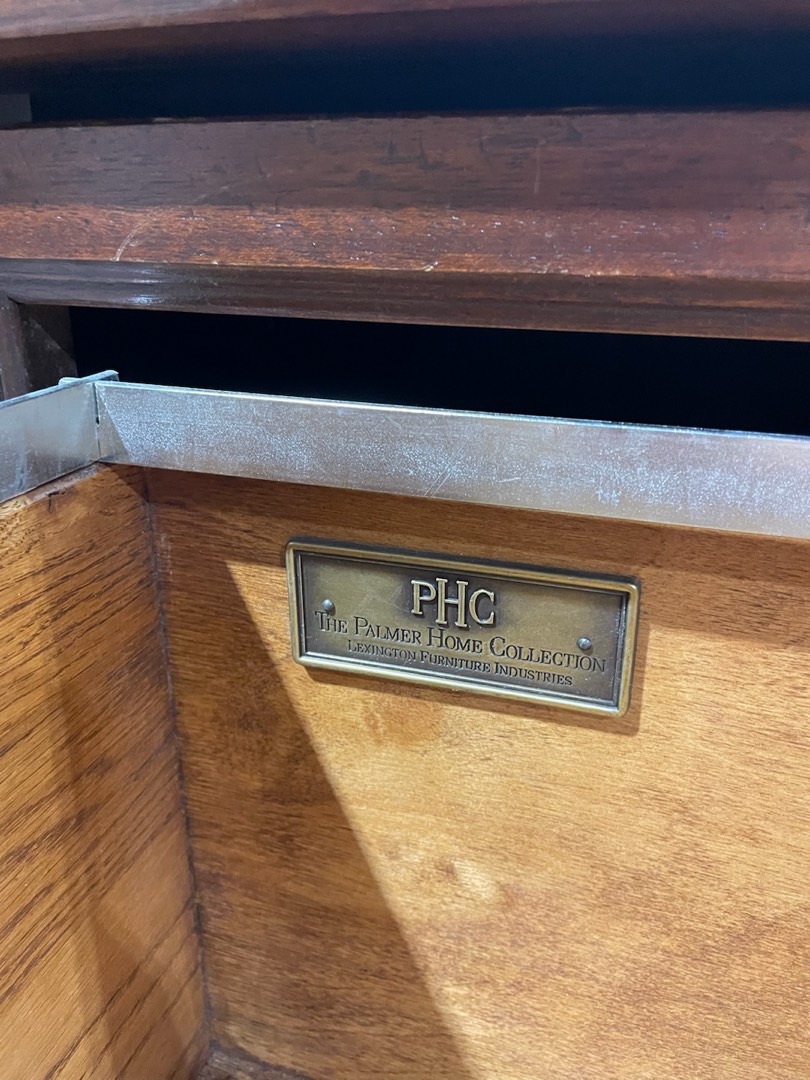 PHC
The Palmer Home Collection
Lexington Furniture Industries